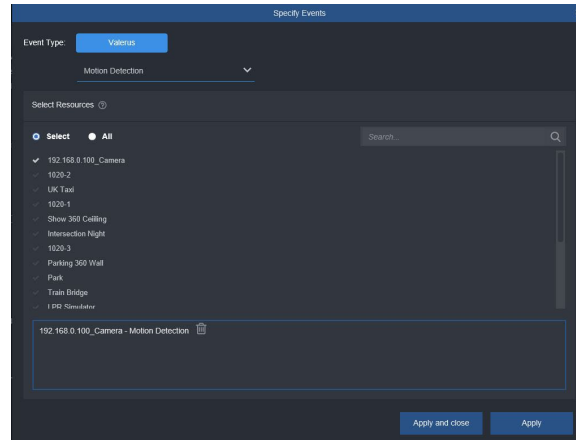 Specify Events
Event Type: Valerus
Motion Detection
Select Resources ?
Select All Search...
192.168.0.100_Camera
1020-2
UK Taxi
1020-1
Show 360 Ceilling
Intersection Night
1020-3
Parking 360 Wall
Park
Train Bridge
LPR Simulator
192.168.0.100_Camera - Motion Detection
Apply and close Apply